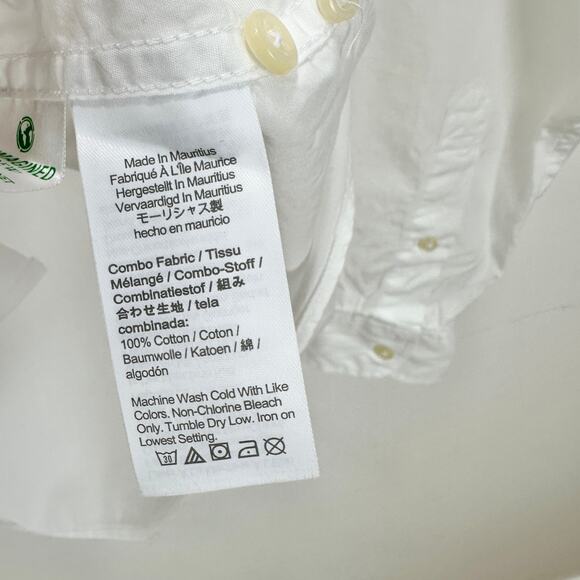 Made In Mauritius
Fabriqué À L'île Maurice
Hergestellt In Mauritius
Vervaardigd In Mauritius
モーリシャス製
hecho en mauricio
Combo Fabric / Tissu
Mélangé / Combo-Stoff /
Combinatiestof / 組み
合わせ生地 / tela
combinada:
100% Cotton / Coton /
Baumwolle / Katoen / 綿 /
algodón
Machine Wash Cold With Like
Colors. Non-Chlorine Bleach
Only. Tumble Dry Low. Iron on
Lowest Setting.
30